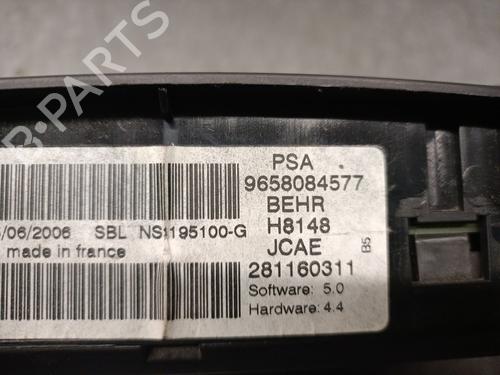 B-PARTS
PSA
9658084577
BEHR
5/06/2006 SBL NS1195100-G H8148
made in france JCAE
B5
281160311
Software: 5.0
Hardware: 4.4